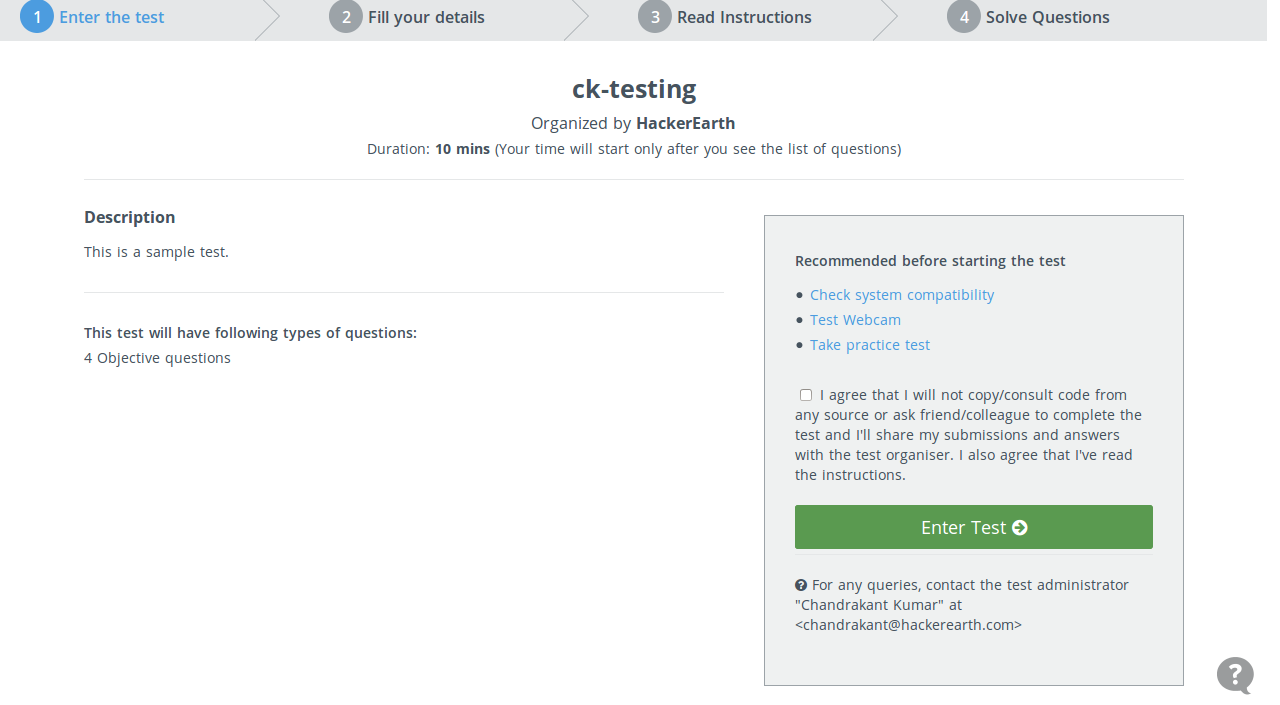 1 Enter the test
2 Fill your details
3 Read Instructions
4 Solve Questions
ck-testing
Organized by HackerEarth
Duration: 10 mins (Your time will start only after you see the list of questions)
Description
This is a sample test.
This test will have following types of questions:
4 Objective questions
Recommended before starting the test
• Check system compatibility
• Test Webcam
• Take practice test
I agree that I will not copy/consult code from
any source or ask friend/colleague to complete the
test and I'll share my submissions and answers
with the test organiser. I also agree that I've read
the instructions.
Enter Test
? For any queries, contact the test administrator
"Chandrakant Kumar" at
<chandrakant@hackerearth.com>
?